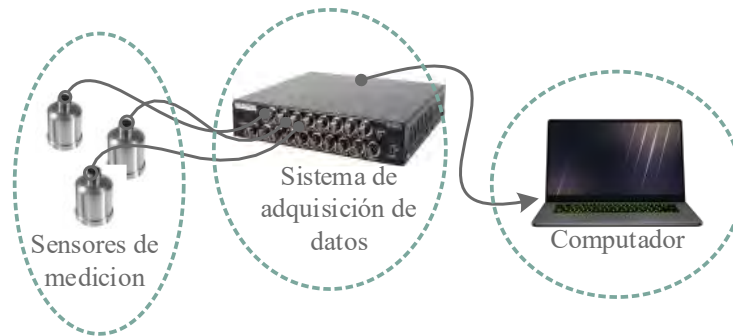 Sensores de
medicion
Sistema de
adquisición de
datos
Computador